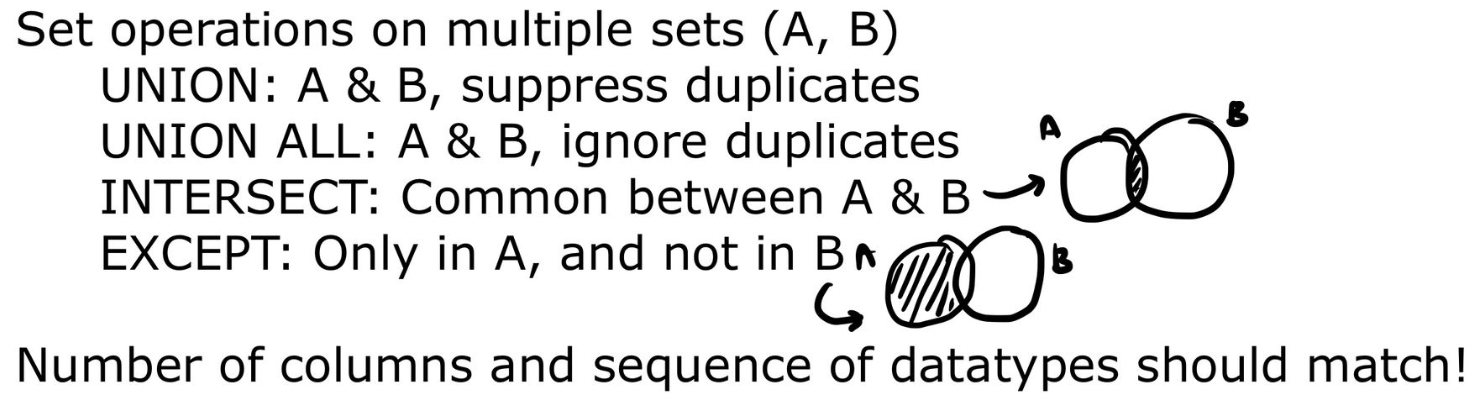 Set operations on multiple sets (A, B)
UNION: A & B, suppress duplicates
UNION ALL: A & B, ignore duplicates
INTERSECT: Common between A & B
A B
EXCEPT: Only in A, and not in B
A B
Number of columns and sequence of datatypes should match!